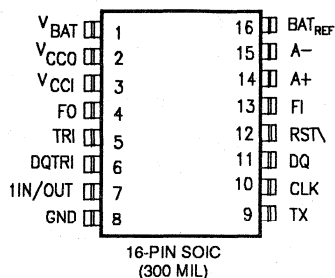 VBAT 1 16 BATREF
VCCO 2 15 A-
VCCI 3 14 A+
FO 4 13 FI
TRI 5 12 RST\
DQTRI 6 11 DQ
1IN/OUT 7 10 CLK
GND 8 9 TX
16-PIN SOIC
(300 MIL)